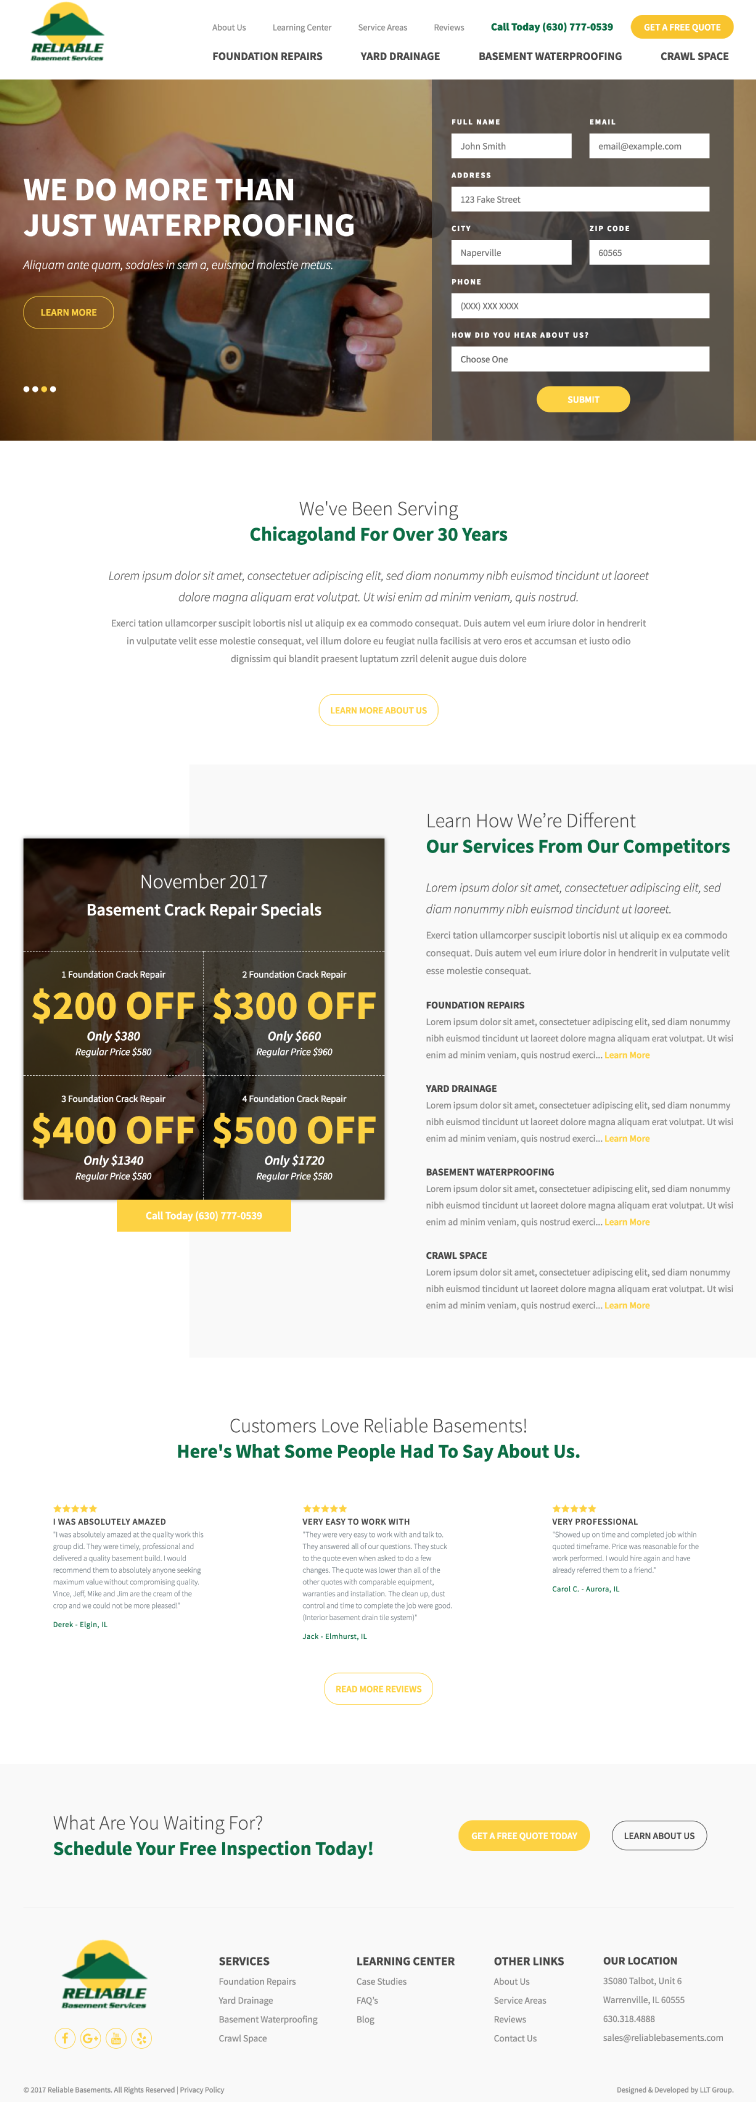 RELIABLE
Basement Services
About Us
Learning Center
Service Areas
Reviews
Call Today (630) 777-0539
GET A FREE QUOTE
FOUNDATION REPAIRS
YARD DRAINAGE
BASEMENT WATERPROOFING
CRAWL SPACE
WE DO MORE THAN
JUST WATERPROOFING
Aliquam ante quam, sodales in sem a, euismod molestie metus.
LEARN MORE
FULL NAME
EMAIL
John Smith
email@example.com
ADDRESS
123 Fake Street
CITY
ZIP CODE
Naperville
60565
PHONE
(XXX) XXX XXXX
HOW DID YOU HEAR ABOUT US?
Choose One
SUBMIT
We've Been Serving
Chicagoland For Over 30 Years
Lorem ipsum dolor sit amet, consectetuer adipiscing elit, sed diam nonummy nibh euismod tincidunt ut laoreet
dolore magna aliquam erat volutpat. Ut wisi enim ad minim veniam, quis nostrud.
Exerci tation ullamcorper suscipit lobortis nisl ut aliquip ex ea commodo consequat. Duis autem vel eum iriure dolor in hendrerit
in vulputate velit esse molestie consequat, vel illum dolore eu feugiat nulla facilisis at vero eros et accumsan et iusto odio
dignissim qui blandit praesent luptatum zzril delenit augue duis dolore
LEARN MORE ABOUT US
November 2017
Basement Crack Repair Specials
1 Foundation Crack Repair
$200 OFF
Only $380
Regular Price $580
2 Foundation Crack Repair
$300 OFF
Only $660
Regular Price $960
3 Foundation Crack Repair
$400 OFF
Only $1340
Regular Price $580
4 Foundation Crack Repair
$500 OFF
Only $1720
Regular Price $580
Call Today (630) 777-0539
Learn How We're Different
Our Services From Our Competitors
Lorem ipsum dolor sit amet, consectetuer adipiscing elit, sed
diam nonummy nibh euismod tincidunt ut laoreet.
Exerci tation ullamcorper suscipit lobortis nisl ut aliquip ex ea commodo
consequat. Duis autem vel eum iriure dolor in hendrerit in vulputate velit
esse molestie consequat.
FOUNDATION REPAIRS
Lorem ipsum dolor sit amet, consectetuer adipiscing elit, sed diam nonummy
nibh euismod tincidunt ut laoreet dolore magna aliquam erat volutpat. Ut wisi
enim ad minim veniam, quis nostrud exerci... Learn More
YARD DRAINAGE
Lorem ipsum dolor sit amet, consectetuer adipiscing elit, sed diam nonummy
nibh euismod tincidunt ut laoreet dolore magna aliquam erat volutpat. Ut wisi
enim ad minim veniam, quis nostrud exerci... Learn More
BASEMENT WATERPROOFING
Lorem ipsum dolor sit amet, consectetuer adipiscing elit, sed diam nonummy
nibh euismod tincidunt ut laoreet dolore magna aliquam erat volutpat. Ut wisi
enim ad minim veniam, quis nostrud exerci... Learn More
CRAWL SPACE
Lorem ipsum dolor sit amet, consectetuer adipiscing elit, sed diam nonummy
nibh euismod tincidunt ut laoreet dolore magna aliquam erat volutpat. Ut wisi
enim ad minim veniam, quis nostrud exerci... Learn More
Customers Love Reliable Basements!
Here's What Some People Had To Say About Us.
I WAS ABSOLUTELY AMAZED
"I was absolutely amazed at the quality work this
group did. They were timely, professional and
delivered a quality basement build. I would
recommend them to absolutely anyone seeking
maximum value without compromising quality.
Vince, Jeff, Mike and Jim are the cream of the
crop and we could not be more pleased!"
Derek - Elgin, IL
VERY EASY TO WORK WITH
"They were very easy to work with and talk to.
They answered all of our questions. They stuck
to the quote even when asked to do a few
changes. The quote was lower than all of the
other quotes with comparable equipment,
warranties and installation. The clean up, dust
control and time to complete the job were good.
(Interior basement drain tile system)"
Jack - Elmhurst, IL
VERY PROFESSIONAL
"Showed up on time and completed job within
quoted timeframe. Price was reasonable for the
work performed. I would hire again and have
already referred them to a friend."
Carol C. - Aurora, IL
READ MORE REVIEWS
What Are You Waiting For?
Schedule Your Free Inspection Today!
GET A FREE QUOTE TODAY
LEARN ABOUT US
RELIABLE
Basement Services
SERVICES
Foundation Repairs
Yard Drainage
Basement Waterproofing
Crawl Space
LEARNING CENTER
Case Studies
FAQ's
Blog
OTHER LINKS
About Us
Service Areas
Reviews
Contact Us
OUR LOCATION
3S080 Talbot, Unit 6
Warrenville, IL 60555
630.318.4888
sales@reliablebasements.com
© 2017 Reliable Basements. All Rights Reserved | Privacy Policy
Designed & Developed by LLT Group.